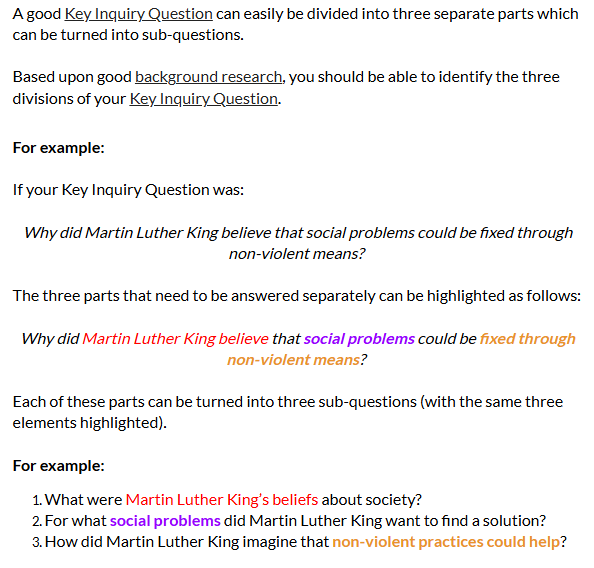 A good Key Inquiry Question can easily be divided into three separate parts which
can be turned into sub-questions.
Based upon good background research, you should be able to identify the three
divisions of your Key Inquiry Question.
For example:
If your Key Inquiry Question was:
Why did Martin Luther King believe that social problems could be fixed through
non-violent means?
The three parts that need to be answered separately can be highlighted as follows:
Why did Martin Luther King believe that social problems could be fixed through
non-violent means?
Each of these parts can be turned into three sub-questions (with the same three
elements highlighted).
For example:
1. What were Martin Luther King's beliefs about society?
2. For what social problems did Martin Luther King want to find a solution?
3. How did Martin Luther King imagine that non-violent practices could help?